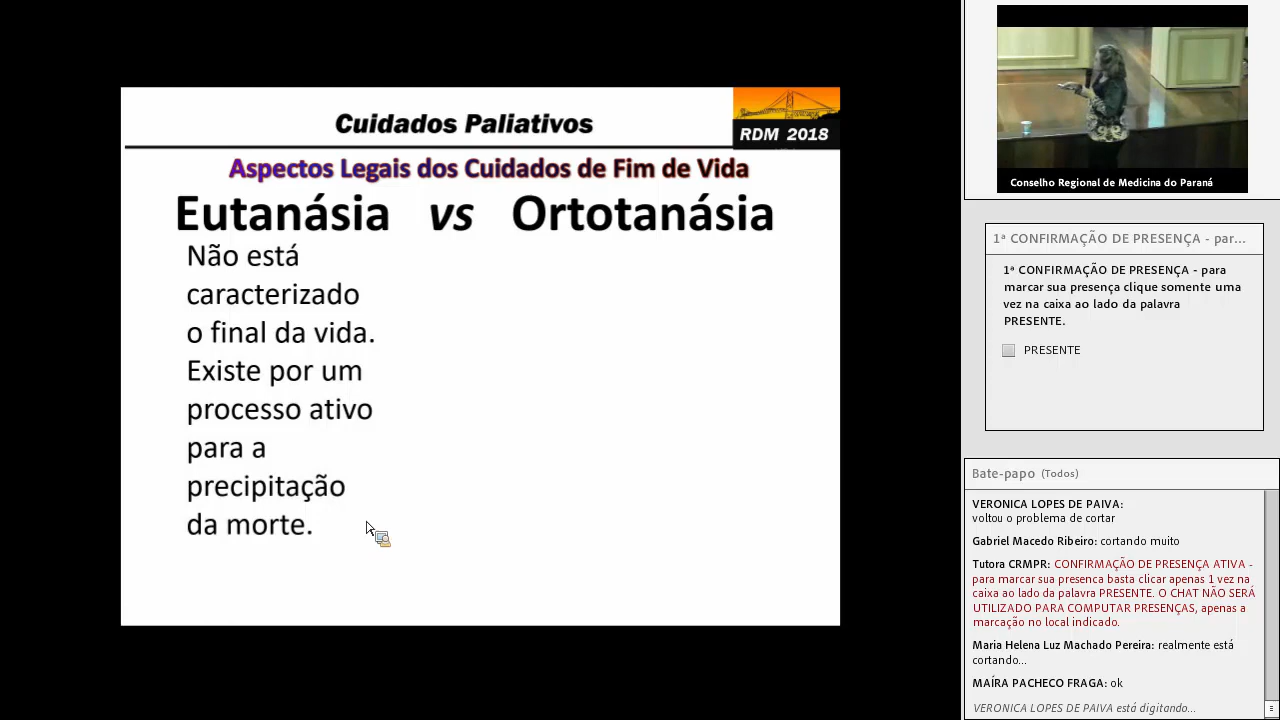 Cuidados Paliativos
RDM 2018
Aspectos Legais dos Cuidados de Fim de Vida
Eutanásia vs Ortotanásia
Não está
caracterizado
o final da vida.
Existe por um
processo ativo
para a
precipitação
da morte.
Conselho Regional de Medicina do Paraná
1ª CONFIRMAÇÃO DE PRESENÇA - par...
1ª CONFIRMAÇÃO DE PRESENÇA - para
marcar sua presença clique somente uma
vez na caixa ao lado da palavra
PRESENTE.
PRESENTE
Bate-papo (Todos)
VERONICA LOPES DE PAIVA:
voltou o problema de cortar
Gabriel Macedo Ribeiro: cortando muito
Tutora CRMPR: CONFIRMAÇÃO DE PRESENÇA ATIVA -
para marcar sua presenca basta clicar apenas 1 vez na
caixa ao lado da palavra PRESENTE. O CHAT NÃO SERÁ
UTILIZADO PARA COMPUTAR PRESENÇAS, apenas a
marcação no local indicado.
Maria Helena Luz Machado Pereira: realmente está
cortando...
MAÍRA PACHECO FRAGA: ok
VERONICA LOPES DE PAIVA está digitando...